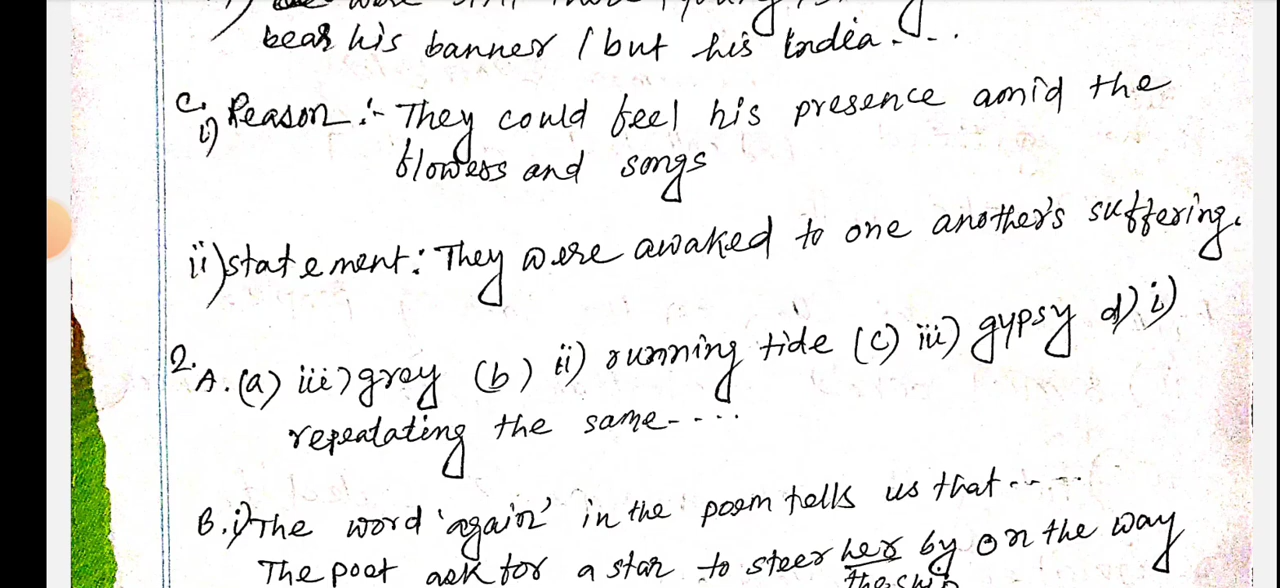 bear his banner / but his India....
C. i) Reason :- They could feel his presence amid the
flowers and songs
ii) statement: They were awaked to one another's suffering.
2. A. (a) iii) grey (b) ii) running tide (c) iii) gypsy d) i)
repeatating the same-....
B. i) The word 'again' in the poem tells us that.....
The poet ask for a star to steer her by on the way
the ship